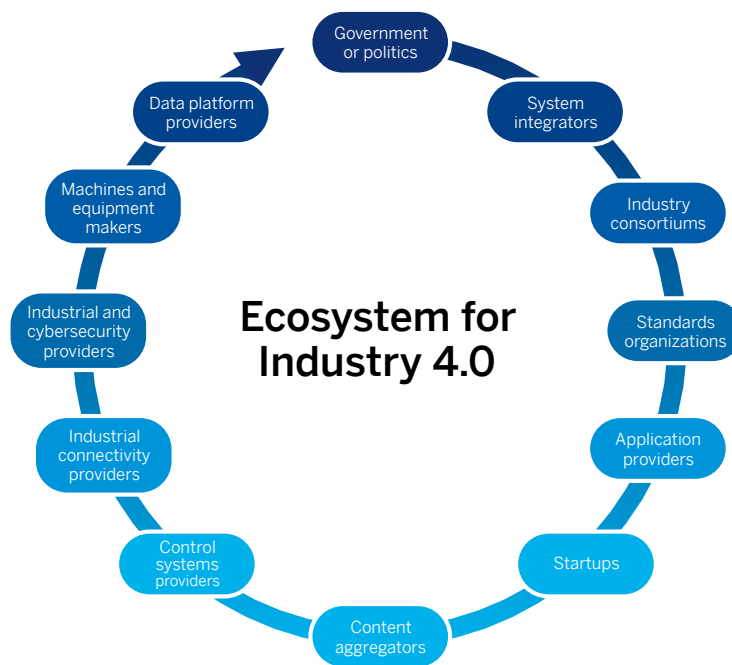 Government
or politics
System
integrators
Industry
consortiums
Standards
organizations
Application
providers
Startups
Content
aggregators
Control
systems
providers
Industrial
connectivity
providers
Industrial and
cybersecurity
providers
Machines and
equipment
makers
Data platform
providers
Ecosystem for
Industry 4.0